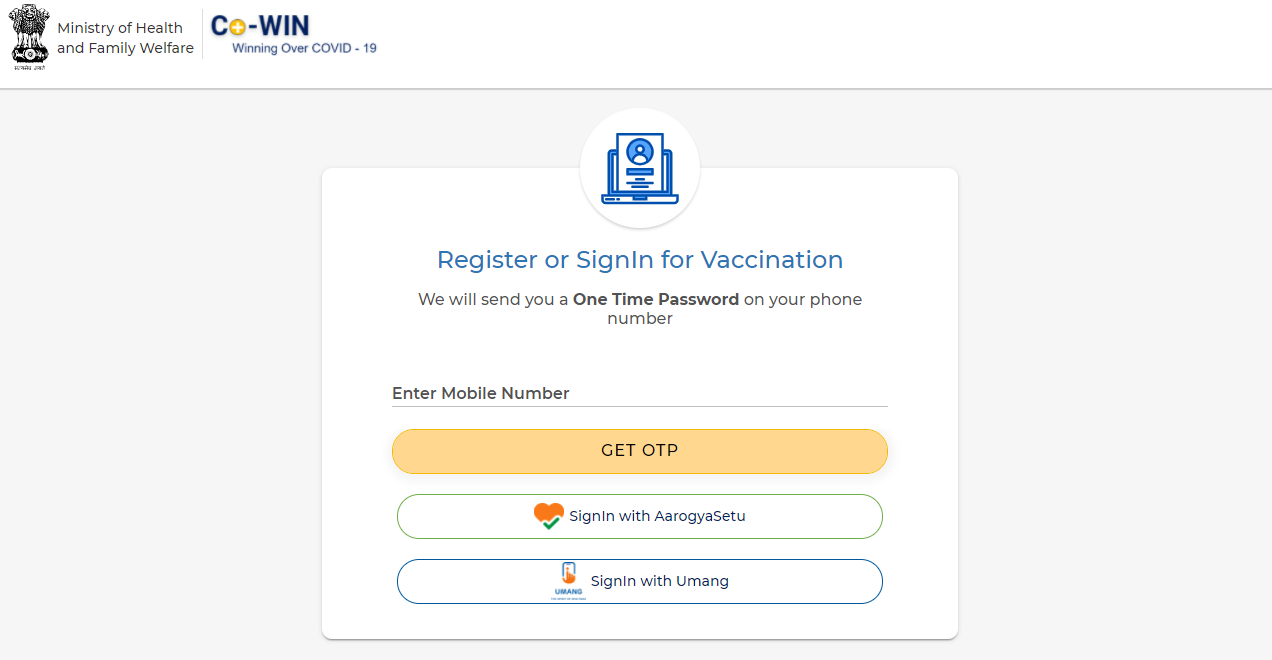 Ministry of Health
and Family Welfare
Co-WIN
Winning Over COVID - 19
सत्यमेव जयते
Register or SignIn for Vaccination
We will send you a One Time Password on your phone
number
Enter Mobile Number
GET OTP
SignIn with AarogyaSetu
UMANG
SignIn with Umang